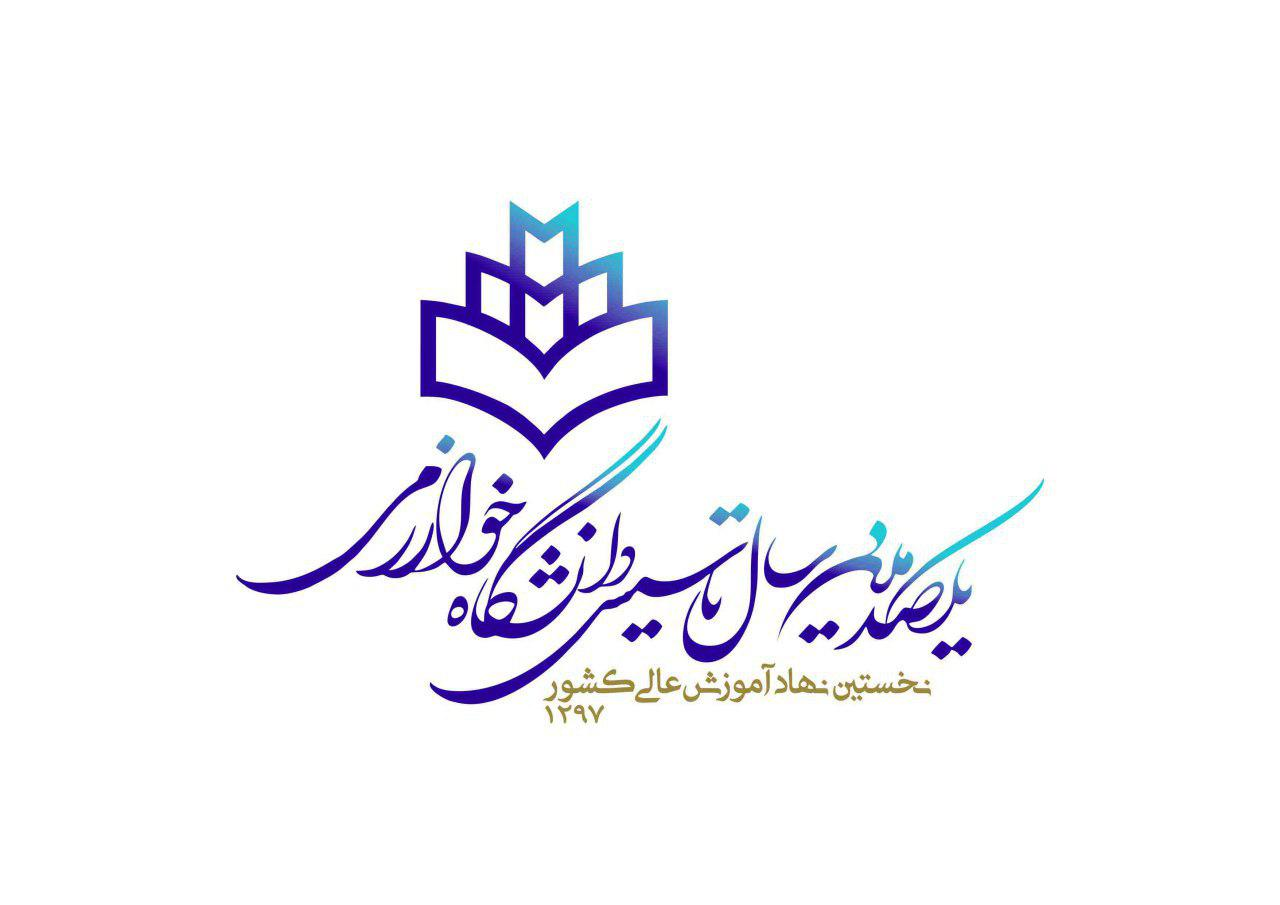 یکصدمین سال تاسیس دانشگاه خوارزمی
نخستین نهاد آموزش عالی کشور
۱۲۹۷